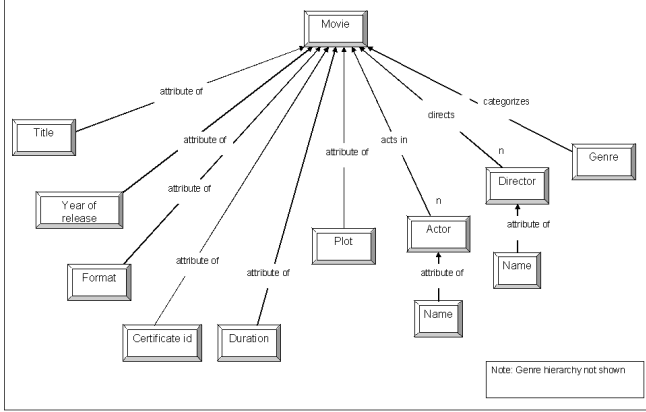 Movie
attribute of
categorizes
directs
Title
attribute of
acts in
attribute of
n
Genre
attribute of
Director
Year of
release
n
attribute of
Actor
Plot
attribute of
attribute of
attribute of
Name
Format
Name
Certificate id
Duration
Note: Genre hierarchy not shown